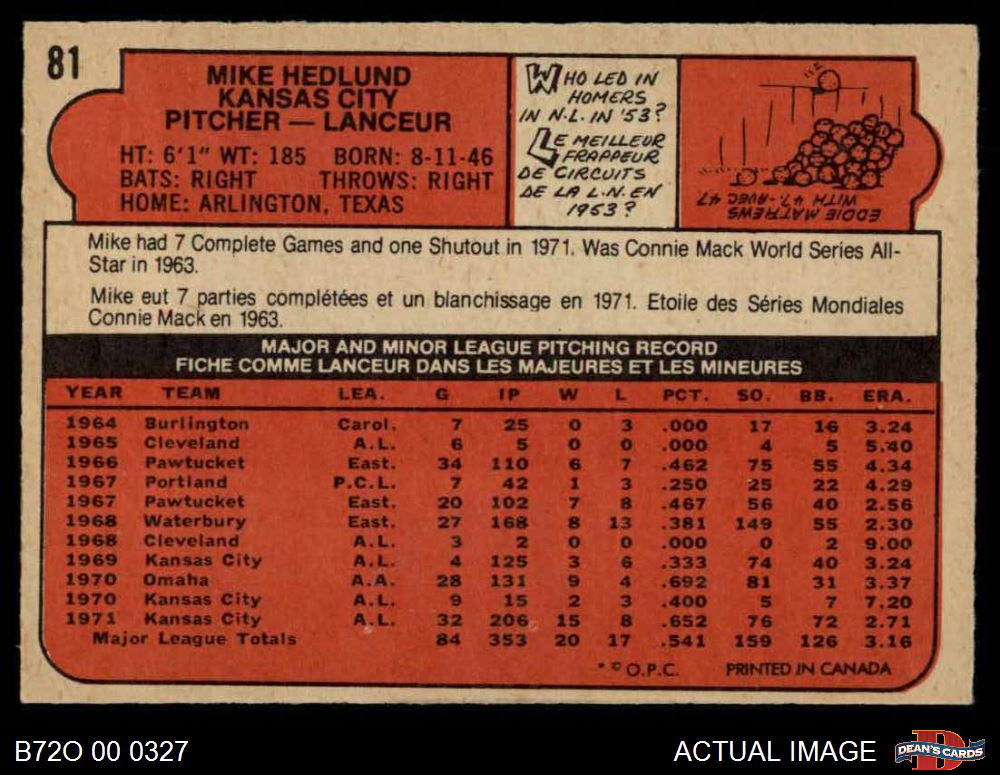 81
MIKE HEDLUND
KANSAS CITY
PITCHER — LANCEUR
HT: 6'1" WT: 185 BORN: 8-11-46
BATS: RIGHT THROWS: RIGHT
HOME: ARLINGTON, TEXAS
WHO LED IN
HOMERS
IN N.L. IN '53?
LE MEILLEUR
FRAPPEUR
DE CIRCUITS
DE LA L.N. EN
1953?
EDDIE MATHEWS
WITH 47.-AVEC 47
Mike had 7 Complete Games and one Shutout in 1971. Was Connie Mack World Series All-
Star in 1963.
Mike eut 7 parties complétées et un blanchissage en 1971. Etoile des Séries Mondiales
Connie Mack en 1963.
MAJOR AND MINOR LEAGUE PITCHING RECORD
FICHE COMME LANCEUR DANS LES MAJEURES ET LES MINEURES
YEAR TEAM LEA. G IP W L PCT. SO. BB. ERA.
1964 Burlington Carol. 7 25 0 3 .000 17 16 3.24
1965 Cleveland A.L. 6 5 0 0 .000 4 5 5.40
1966 Pawtucket East. 34 110 6 7 .462 75 55 4.34
1967 Portland P.C.L. 7 42 1 3 .250 25 22 4.29
1967 Pawtucket East. 20 102 7 8 .467 56 40 2.56
1968 Waterbury East. 27 168 8 13 .381 149 55 2.30
1968 Cleveland A.L. 3 2 0 0 .000 0 2 9.00
1969 Kansas City A.L. 4 125 3 6 .333 74 40 3.24
1970 Omaha A.A. 28 131 9 4 .692 81 31 3.37
1970 Kansas City A.L. 9 15 2 3 .400 5 7 7.20
1971 Kansas City A.L. 32 206 15 8 .652 76 72 2.71
Major League Totals 84 353 20 17 .541 159 126 3.16
* © O.P.C. PRINTED IN CANADA
B72O 00 0327
ACTUAL IMAGE
DEAN'S CARDS